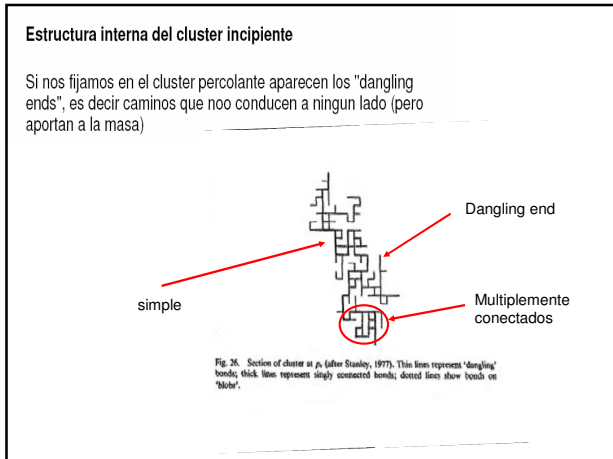 Estructura interna del cluster incipiente
Si nos fijamos en el cluster percolante aparecen los "dangling
ends", es decir caminos que noo conducen a ningun lado (pero
aportan a la masa)
Dangling end
simple
Multiplemente
conectados
Fig. 26. Section of cluster at pc (after Stanley, 1977). Thin lines represent 'dangling'
bonds; thick lines represent singly connected bonds; dotted lines show bonds on
'blobs'.